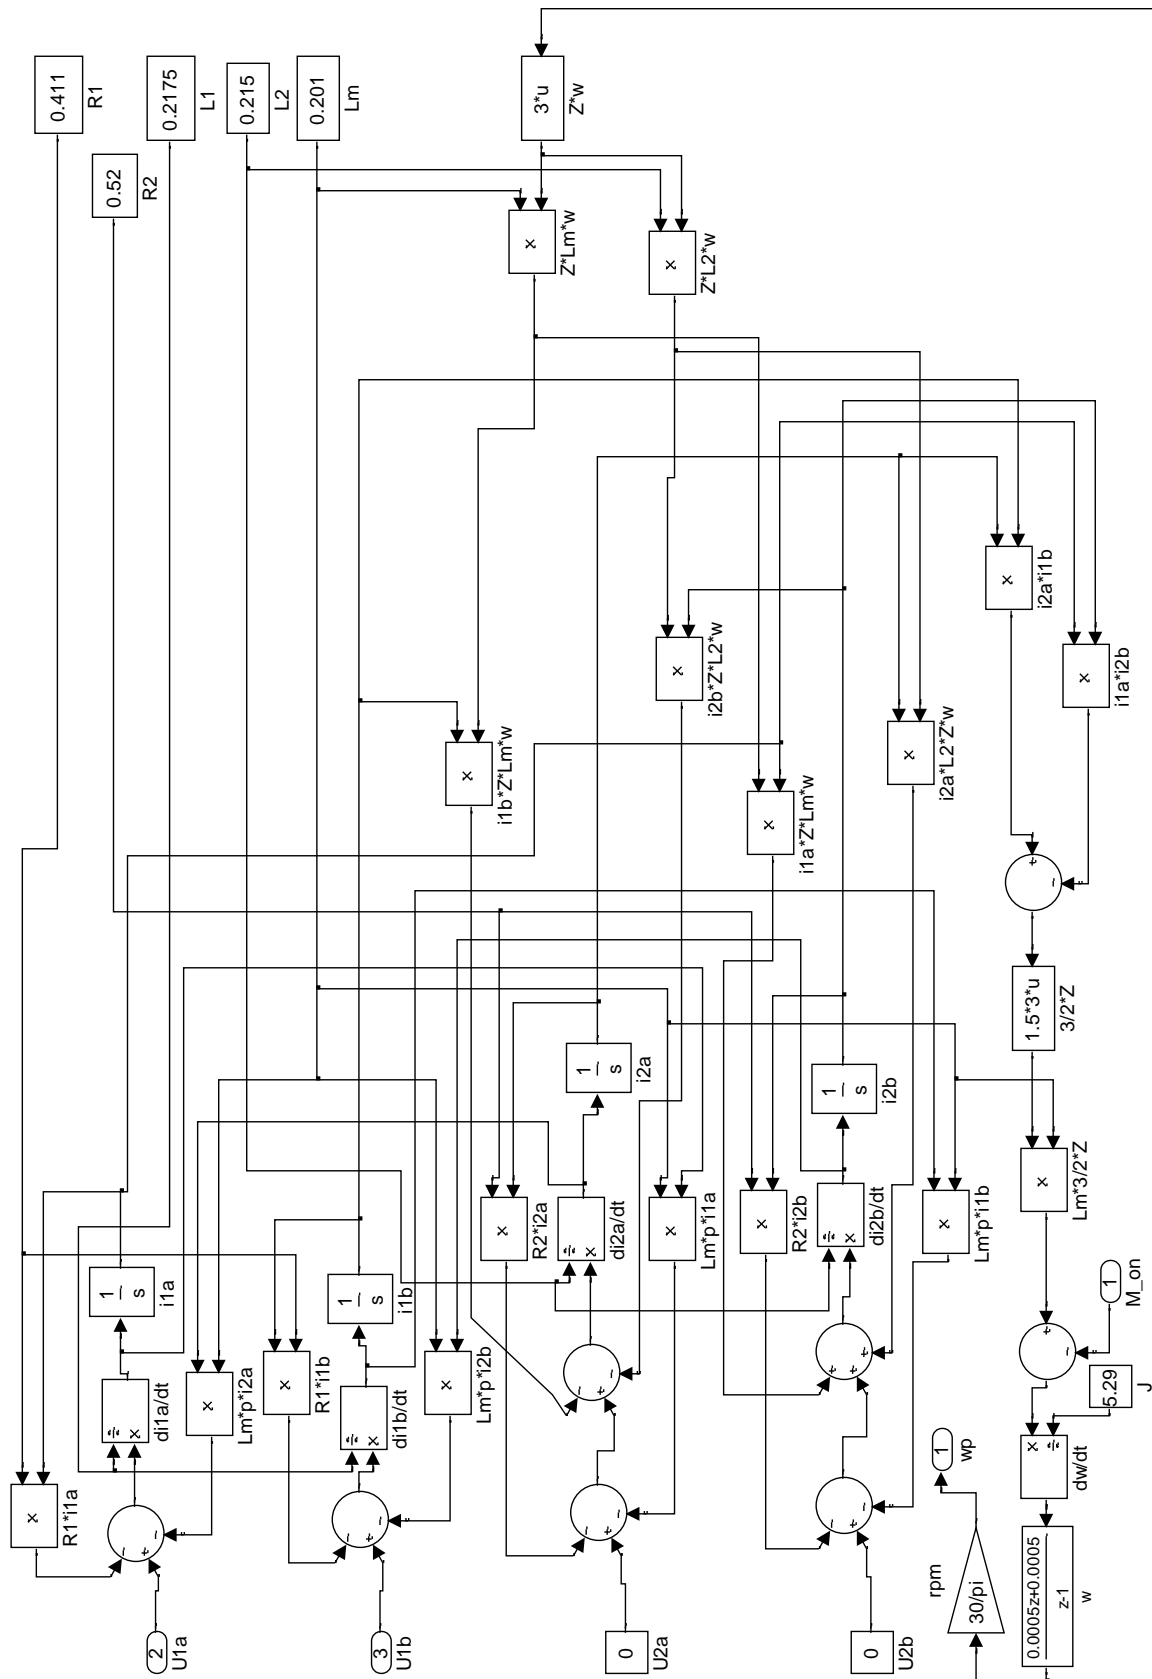 ×
R1*i1a
0.411
R1
2
U1a
÷
×
di1a/dt
1
s
i1a
0.52
R2
0.2175
L1
×
Lm*p*i2a
0.215
L2
×
R1*i1b
0.201
Lm
3
U1b
÷
×
di1b/dt
1
s
i1b
×
Lm*p*i2b
×
i1b*Z*Lm*w
×
R2*i2a
×
Z*Lm*w
3*u
Z*w
0
U2a
÷
×
di2a/dt
1
s
i2a
×
Lm*p*i1a
×
i2b*Z*L2*w
×
Z*L2*w
×
R2*i2b
×
i1a*Z*Lm*w
0
U2b
÷
×
di2b/dt
1
s
i2b
×
i2a*L2*Z*w
×
Lm*p*i1b
rpm
30/pi
1
wp
×
i2a*i1b
0.0005z+0.0005
z-1
w
×
÷
dw/dt
×
Lm*3/2*Z
1.5*3*u
3/2*Z
×
i1a*i2b
5.29
J
1
M_on